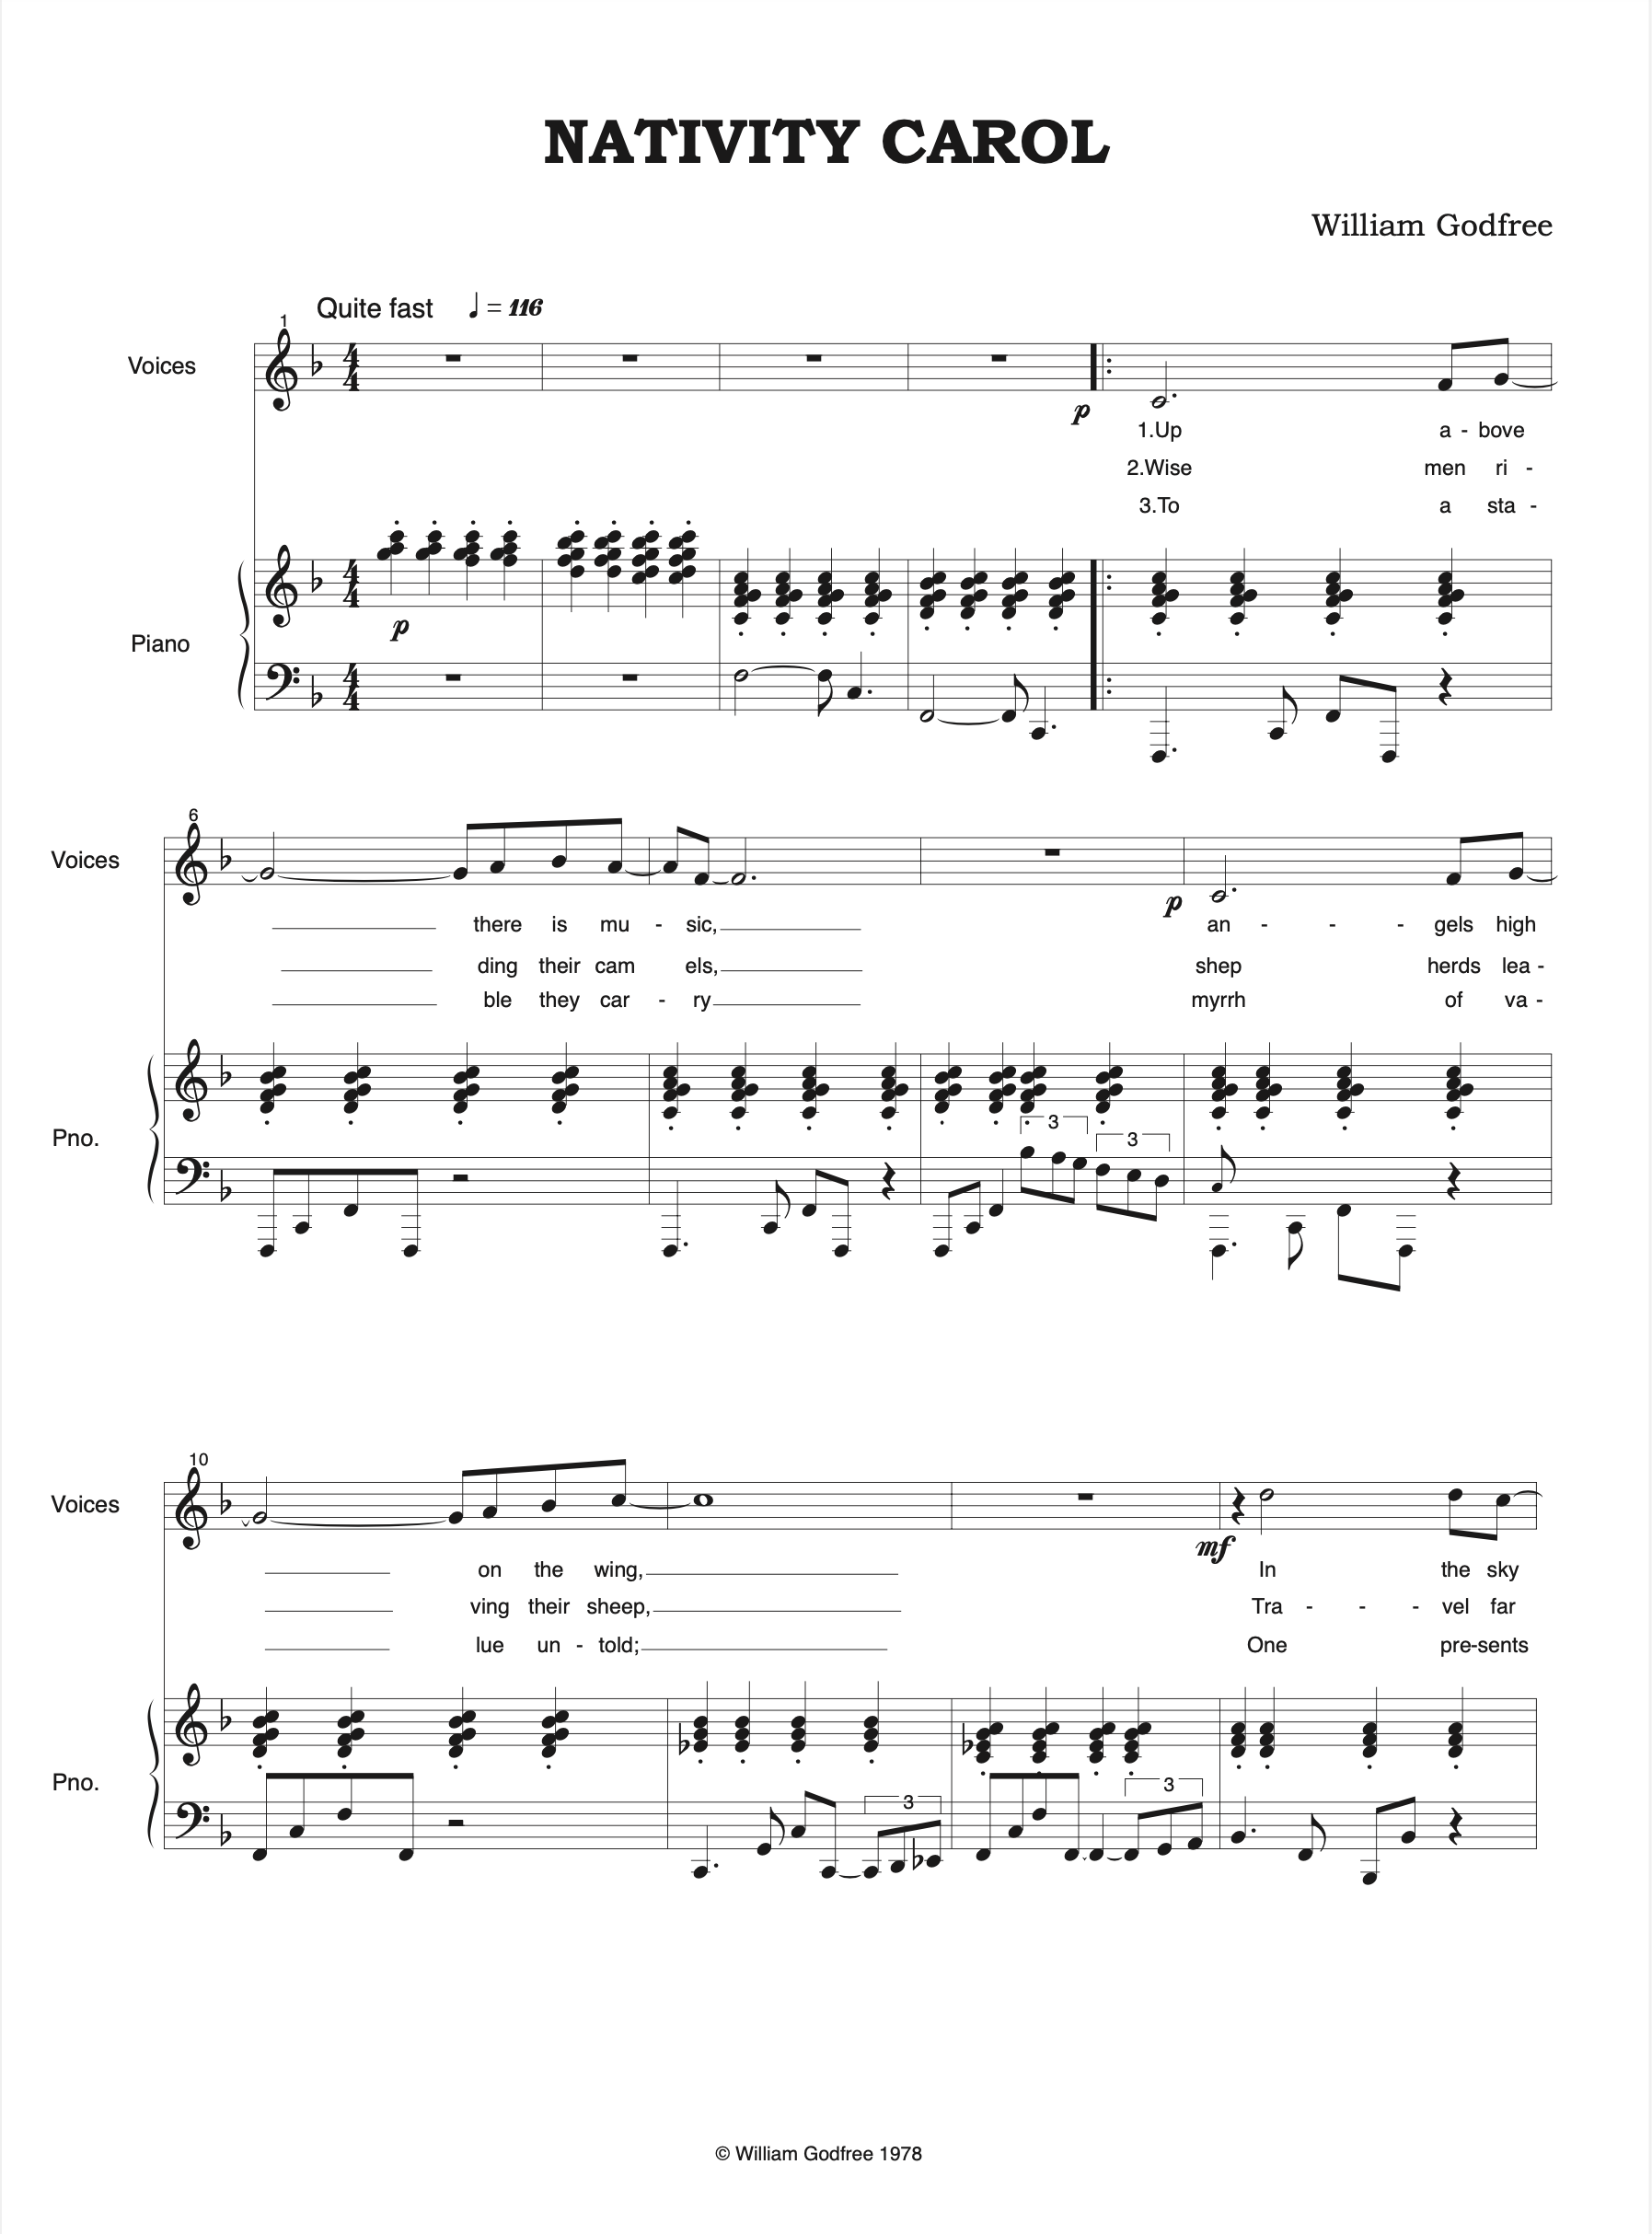 NATIVITY CAROL
William Godfree
Quite fast ♩ = 116
1
Voices
p
1.Up a - bove
2.Wise men ri -
3.To a sta -
Piano
p
6
Voices
p
there is mu - sic, an - - - gels high
ding their cam els, shep herds lea -
ble they car - ry myrrh of va -
Pno.
3 3
10
Voices
mf
on the wing, In the sky
ving their sheep, Tra - - - vel far
lue un - told; One pre-sents
Pno.
3 3
© William Godfree 1978